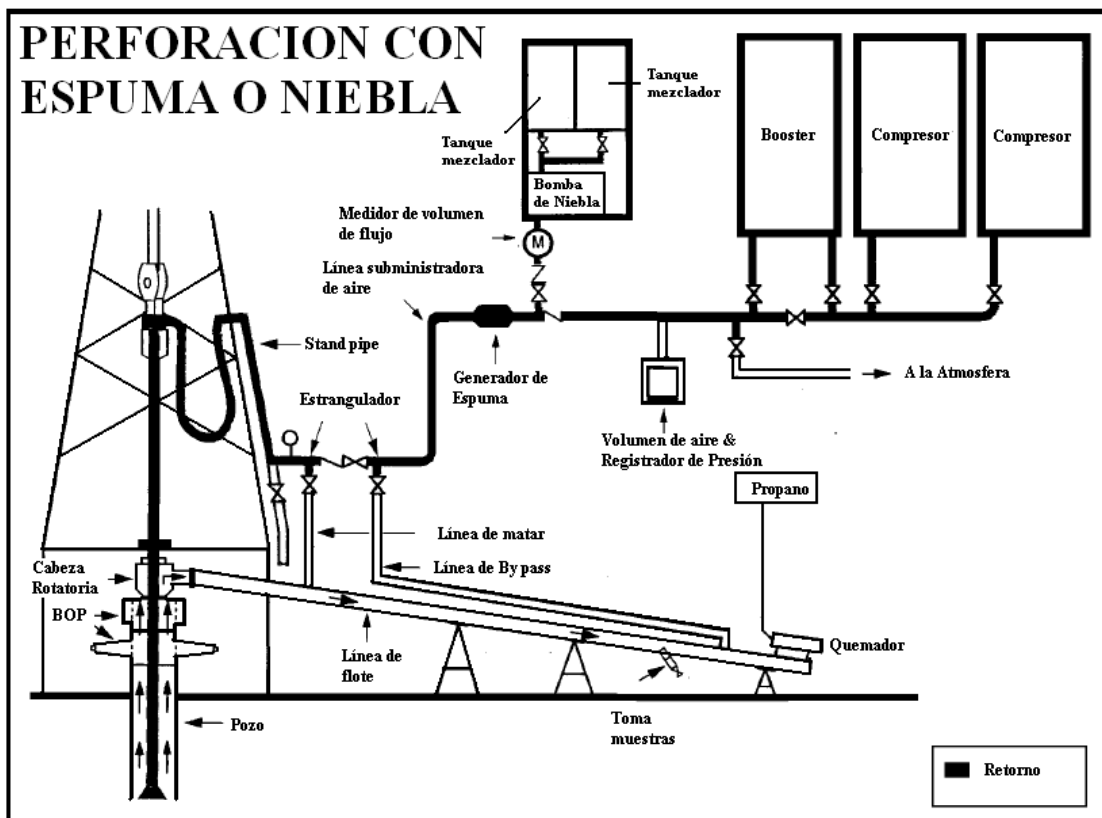 PERFORACION CON
ESPUMA O NIEBLA
Tanque
mezclador
Tanque
mezclador
Bomba
de Niebla
Booster
Compresor
Compresor
Medidor de volumen
de flujo
M
Línea subministradora
de aire
Stand pipe
Generador de
Espuma
A la Atmosfera
Estrangulador
Volumen de aire &
Registrador de Presión
Propano
Línea de matar
Línea de By pass
Cabeza
Rotatoria
BOP
Línea de
flote
Quemador
Toma
muestras
Pozo
Retorno